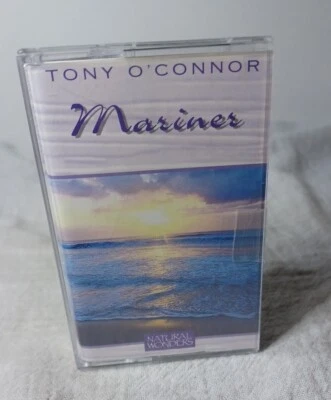 TONY O'CONNOR
Mariner
NATURAL
WONDERS